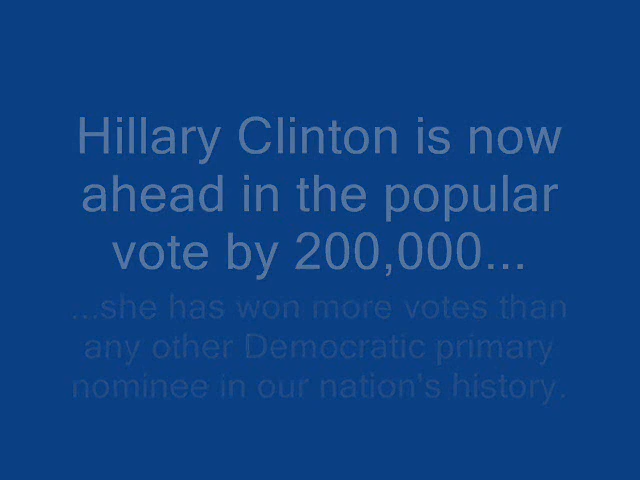 Hillary Clinton is now
ahead in the popular
vote by 200,000...
...she has won more votes than
any other Democratic primary
nominee in our nation's history.